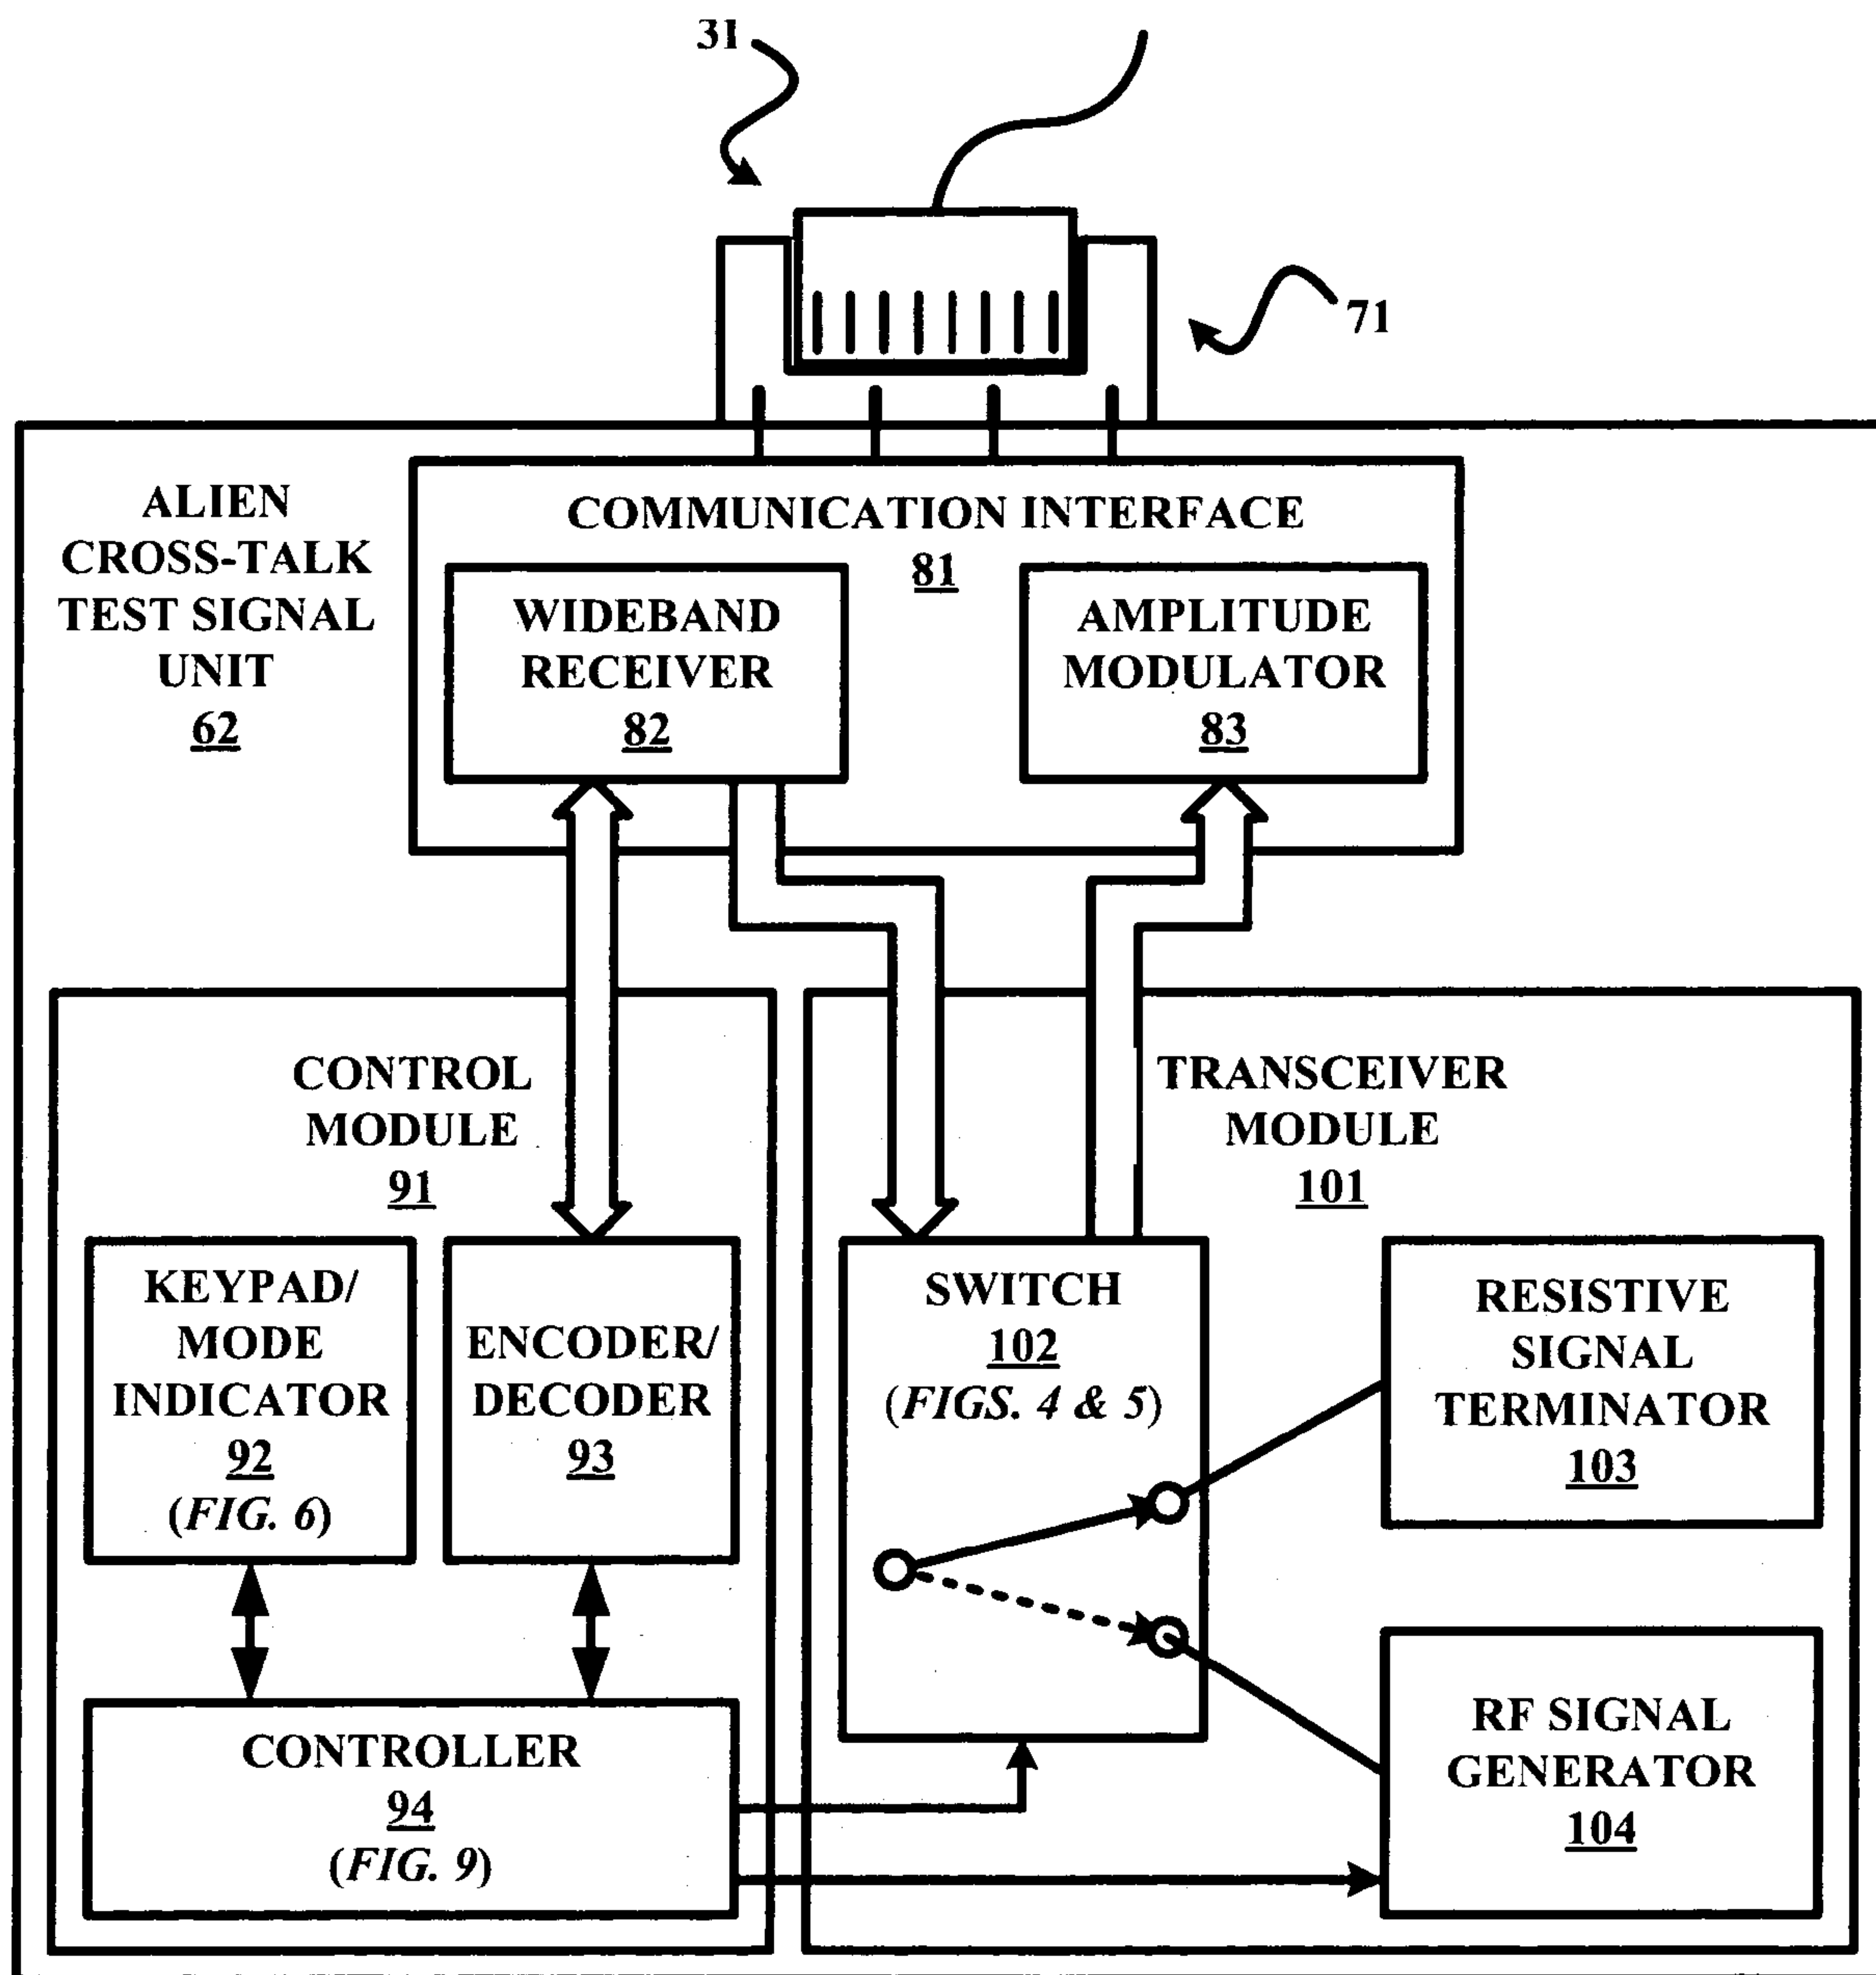 31
71
ALIEN
CROSS-TALK
TEST SIGNAL
UNIT
62
COMMUNICATION INTERFACE
81
WIDEBAND
RECEIVER
82
AMPLITUDE
MODULATOR
83
CONTROL
MODULE
91
TRANSCEIVER
MODULE
101
KEYPAD/
MODE
INDICATOR
92
(FIG. 6)
ENCODER/
DECODER
93
SWITCH
102
(FIGS. 4 & 5)
RESISTIVE
SIGNAL
TERMINATOR
103
CONTROLLER
94
(FIG. 9)
RF SIGNAL
GENERATOR
104